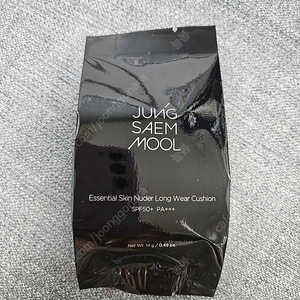 JUNG
SAEM
MOOL
Essential Skin Nuder Long Wear Cushion
SPF50+ PA+++
Net Wt. 14 g / 0.49 oz.